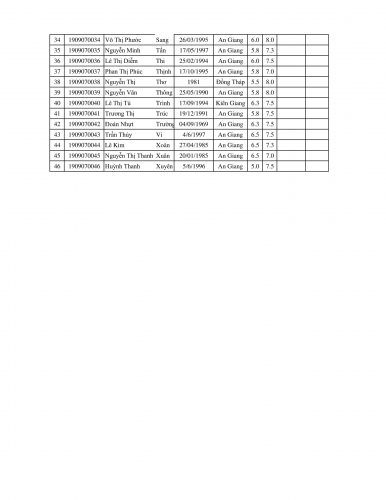 34 1909070034 Võ Thị Phước Sang 26/03/1995 An Giang 6.0 8.0
35 1909070035 Nguyễn Minh Tấn 17/05/1997 An Giang 5.8 7.3
36 1909070036 Lê Thị Diễm Thi 25/02/1994 An Giang 6.0 7.5
37 1909070037 Phan Thị Phúc Thịnh 17/10/1995 An Giang 5.8 7.0
38 1909070038 Nguyễn Thị Thơ 1981 Đồng Tháp 5.5 8.0
39 1909070039 Nguyễn Văn Thông 25/05/1990 An Giang 5.8 8.0
40 1909070040 Lê Thị Tú Trinh 17/09/1994 Kiên Giang 6.3 7.5
41 1909070041 Trương Thị Trúc 19/12/1991 An Giang 5.8 7.5
42 1909070042 Đoàn Nhựt Trường 04/09/1969 An Giang 6.3 7.5
43 1909070043 Trần Thúy Vi 4/6/1997 An Giang 6.5 7.5
44 1909070044 Lê Kim Xoán 27/04/1985 An Giang 6.5 7.3
45 1909070045 Nguyễn Thị Thanh Xuân 20/01/1985 An Giang 6.5 7.0
46 1909070046 Huỳnh Thanh Xuyên 5/6/1996 An Giang 5.0 7.5